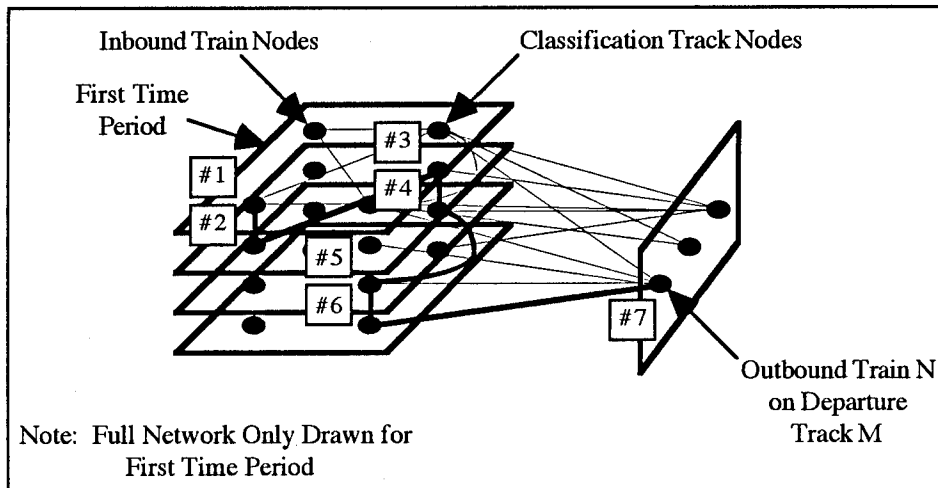 Inbound Train Nodes
Classification Track Nodes
First Time
Period
#3
#1
#4
#2
#5
#6
#7
Outbound Train N
on Departure
Track M
Note: Full Network Only Drawn for
First Time Period